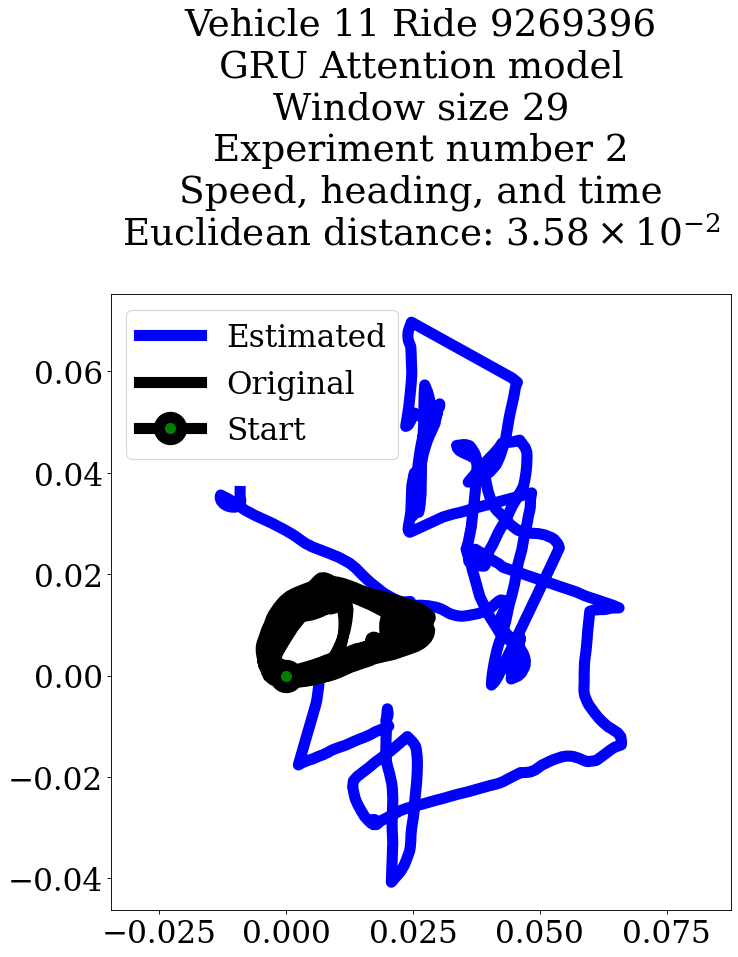 Vehicle 11 Ride 9269396
GRU Attention model
Window size 29
Experiment number 2
Speed, heading, and time
Euclidean distance: 3.58 × 10⁻²
Estimated
Original
Start
0.06
0.04
0.02
0.00
−0.02
−0.04
−0.025 0.000 0.025 0.050 0.075